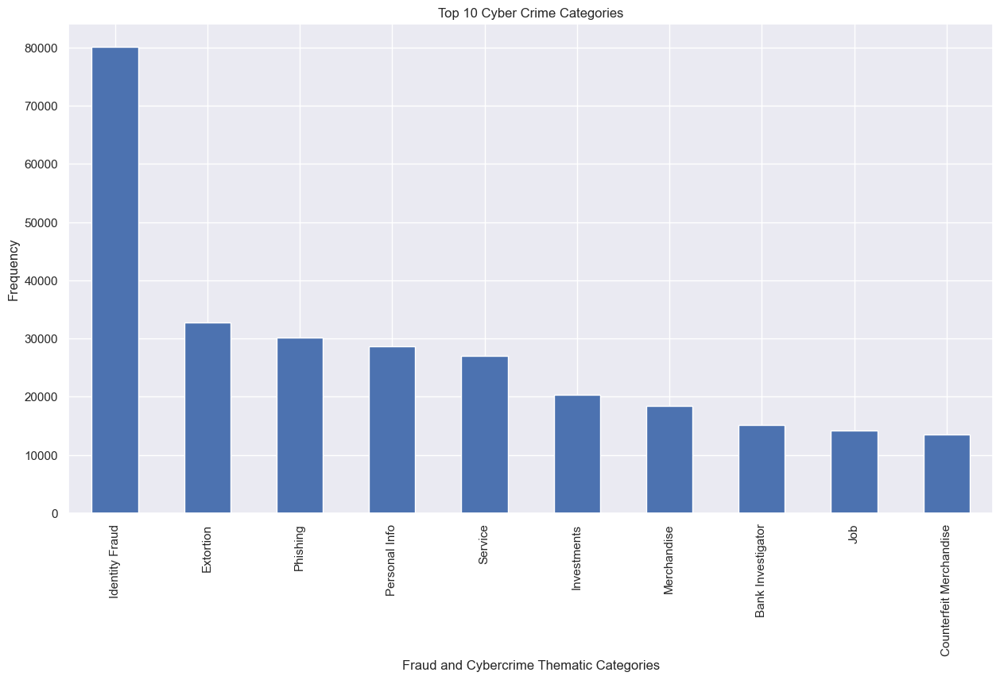 Top 10 Cyber Crime Categories
80000
70000
60000
50000
40000
30000
20000
10000
0
Frequency
Identity Fraud
Extortion
Phishing
Personal Info
Service
Investments
Merchandise
Bank Investigator
Job
Counterfeit Merchandise
Fraud and Cybercrime Thematic Categories